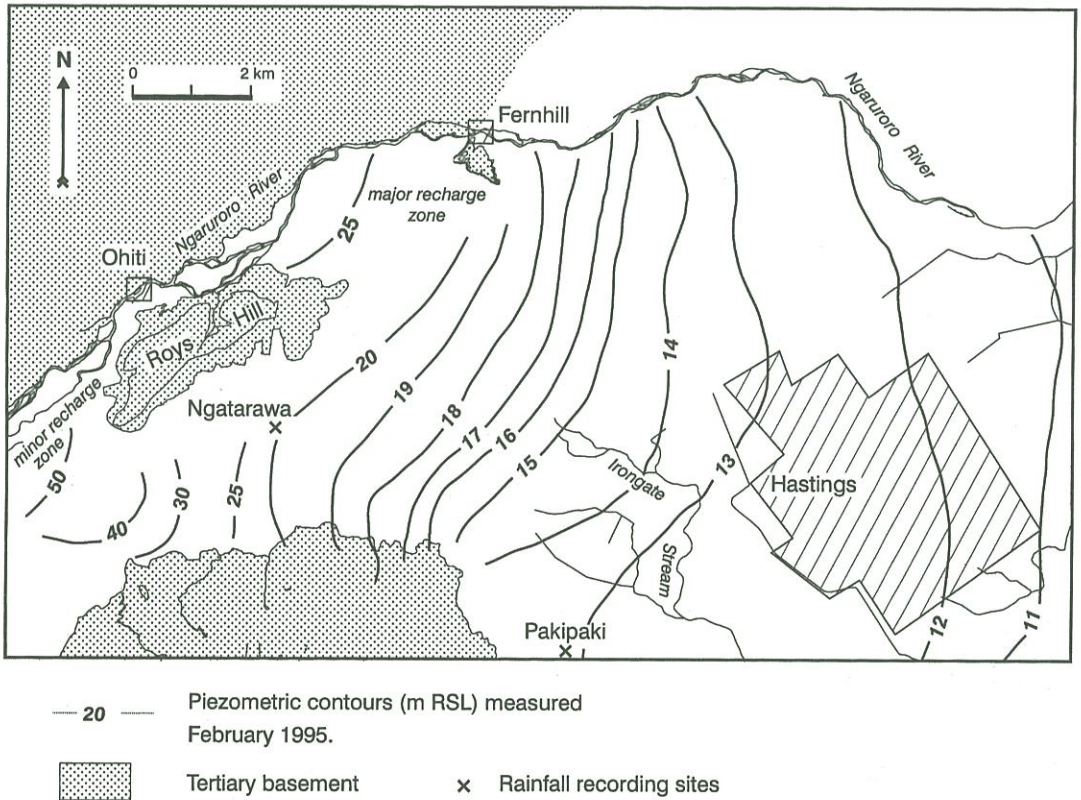 N
0 2 km
Fernhill
Ngaruroro River
major recharge
zone
Ngaruroro River
25
Ohiti
Roys Hill
14
20
19
Ngatarawa
18
17
16
15
minor recharge
zone
50
40
30
25
Irongate
Stream
13
Hastings
Pakipaki
12
11
20 Piezometric contours (m RSL) measured
February 1995.
Tertiary basement
× Rainfall recording sites